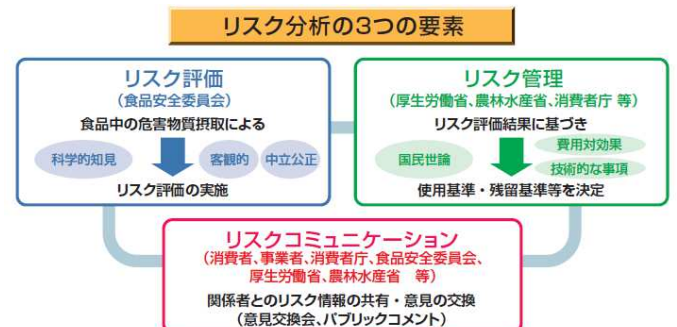 リスク分析の3つの要素
リスク評価
（食品安全委員会）
食品中の危害物質摂取による
科学的知見
客観的
中立公正
リスク評価の実施
リスク管理
（厚生労働省、農林水産省、消費者庁 等）
リスク評価結果に基づき
国民世論
費用対効果
技術的な事項
使用基準・残留基準等を決定
リスクコミュニケーション
（消費者、事業者、消費者庁、食品安全委員会、
厚生労働省、農林水産省　等）
関係者とのリスク情報の共有・意見の交換
（意見交換会、パブリックコメント）